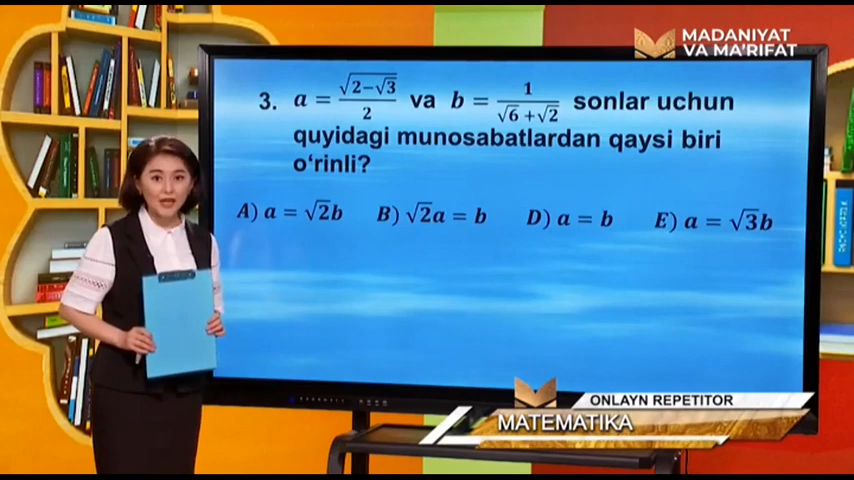 MADANIYAT
VA MA'RIFAT
3. a = √(2−√3)/2 va b = 1/(√6+√2) sonlar uchun
quyidagi munosabatlardan qaysi biri
o‘rinli?
A) a = √2b B) √2a = b D) a = b E) a = √3b
ONLAYN REPETITOR
MATEMATIKA